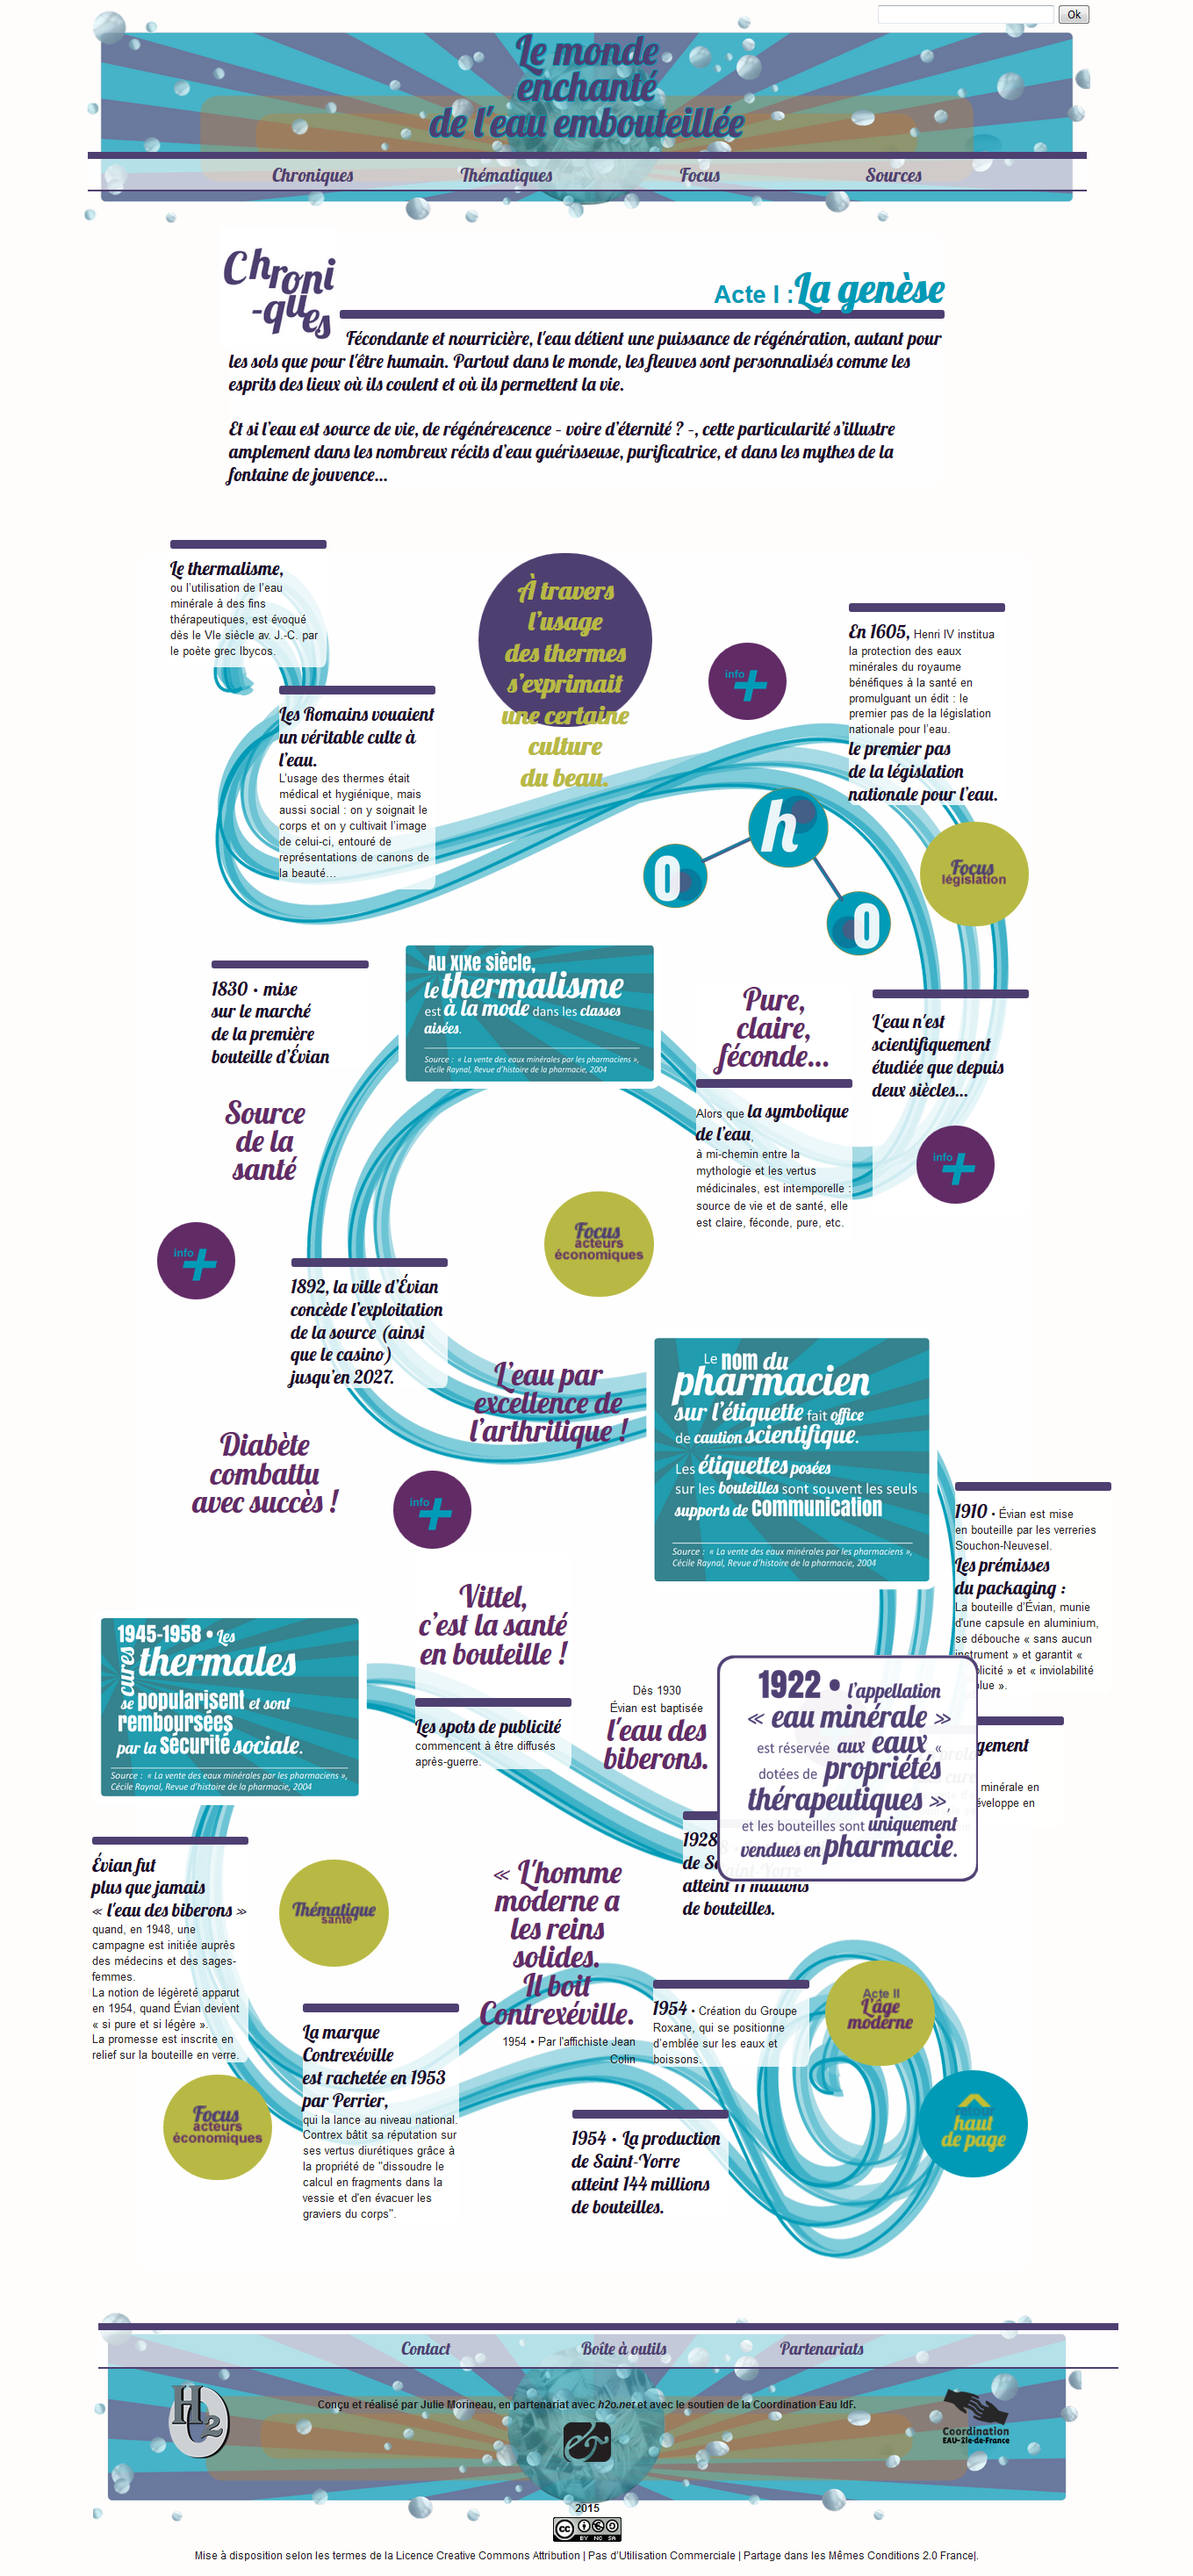 Ok
Le monde
enchanté
de l'eau embouteillée
Chroniques
Thématiques
Focus
Sources
Chroni
-ques
Acte I : La genèse
Fécondante et nourricière, l'eau détient une puissance de régénération, autant pour
les sols que pour l'être humain. Partout dans le monde, les fleuves sont personnalisés comme les
esprits des lieux où ils coulent et où ils permettent la vie.
Et si l'eau est source de vie, de régénérescence – voire d'éternité ? –, cette particularité s'illustre
amplement dans les nombreux récits d'eau guérisseuse, purificatrice, et dans les mythes de la
fontaine de jouvence...
Le thermalisme,
ou l'utilisation de l'eau
minérale à des fins
thérapeutiques, est évoqué
dès le VIe siècle av. J.-C. par
le poète grec Ibycos.
À travers
l'usage
des thermes
s'exprimait
une certaine
culture
du beau.
info
+
En 1605, Henri IV institua
la protection des eaux
minérales du royaume
bénéfiques à la santé en
promulguant un édit : le
premier pas de la législation
nationale pour l'eau.
le premier pas
de la législation
nationale pour l'eau.
Les Romains vouaient
un véritable culte à
l'eau.
L'usage des thermes était
médical et hygiénique, mais
aussi social : on y soignait le
corps et on y cultivait l'image
de celui-ci, entouré de
représentations de canons de
la beauté...
h
o
o
Focus
législation
1830 • mise
sur le marché
de la première
bouteille d'Évian
Au XIXe siècle,
le thermalisme
est à la mode dans les classes
aisées.
Source : « La vente des eaux minérales par les pharmaciens »,
Cécile Raynal, Revue d'histoire de la pharmacie, 2004
Pure,
claire,
féconde...
L'eau n'est
scientifiquement
étudiée que depuis
deux siècles...
Alors que la symbolique
de l'eau,
à mi-chemin entre la
mythologie et les vertus
médicinales, est intemporelle :
source de vie et de santé, elle
est claire, féconde, pure, etc.
Source
de la
santé
info
+
Focus
acteurs
économiques
info
+
1892, la ville d'Évian
concède l'exploitation
de la source (ainsi
que le casino)
jusqu'en 2027.
L'eau par
excellence de
l'arthritique !
Le nom du
pharmacien
sur l'étiquette fait office
de caution scientifique.
Les étiquettes posées
sur les bouteilles sont souvent les seuls
supports de communication
Source : « La vente des eaux minérales par les pharmaciens »,
Cécile Raynal, Revue d'histoire de la pharmacie, 2004
Diabète
combattu
avec succès !
info
+
1910 • Évian est mise
en bouteille par les verreries
Souchon-Neuvesel.
Les prémisses
du packaging :
La bouteille d'Évian, munie
d'une capsule en aluminium,
se débouche « sans aucun
instrument » et garantit «
et « inviolabilité
».
Vittel,
c'est la santé
en bouteille !
1945-1958 • Les
cures thermales
se popularisent et sont
remboursées
par la Sécurité sociale.
Source : « La vente des eaux minérales par les pharmaciens »,
Cécile Raynal, Revue d'histoire de la pharmacie, 2004
Les spots de publicité
commencent à être diffusés
après-guerre.
Dès 1930
Évian est baptisée
l'eau des
biberons.
1922 • l'appellation
« eau minérale »
est réservée aux eaux «
dotées de propriétés
thérapeutiques »,
et les bouteilles sont uniquement
vendues en pharmacie.
minérale en
1928
de Saint-Yorre
atteint 11 millions
de bouteilles.
Évian fut
plus que jamais
« l'eau des biberons »
quand, en 1948, une
campagne est initiée auprès
des médecins et des sages-
femmes.
La notion de légèreté apparut
en 1954, quand Évian devient
« si pure et si légère ».
La promesse est inscrite en
relief sur la bouteille en verre.
Thématique
santé
« L'homme
moderne a
les reins
solides.
Il boit
Contrexéville.
1954 • Par l'affichiste Jean
Colin
1954 • Création du Groupe
Roxane, qui se positionne
d'emblée sur les eaux et
boissons.
Acte II
L'âge
moderne
La marque
Contrexéville
est rachetée en 1953
par Perrier,
qui la lance au niveau national.
Contrex bâtit sa réputation sur
ses vertus diurétiques grâce à
la propriété de "dissoudre le
calcul en fragments dans la
vessie et d'en évacuer les
graviers du corps".
Focus
acteurs
économiques
1954 • La production
de Saint-Yorre
atteint 144 millions
de bouteilles.
retour
haut
de page
Contact
Boîte à outils
Partenariats
H2
Conçu et réalisé par Julie Morineau, en partenariat avec h2o.net et avec le soutien de la Coordination Eau IdF.
Coordination
EAU-Île-de-France
2015
cc BY NC SA
Mise à disposition selon les termes de la Licence Creative Commons Attribution | Pas d'Utilisation Commerciale | Partage dans les Mêmes Conditions 2.0 France|.